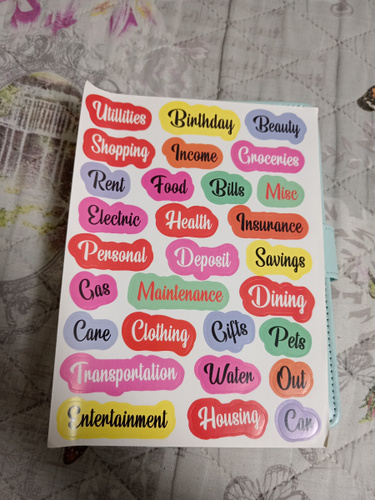 Utilities Birthday Beauty
Shopping Income Groceries
Rent Food Bills Misc
Electric Health Insurance
Personal Deposit Savings
Gas Maintenance Dining
Care Clothing Gifts Pets
Transportation Water Out
Entertainment Housing Car